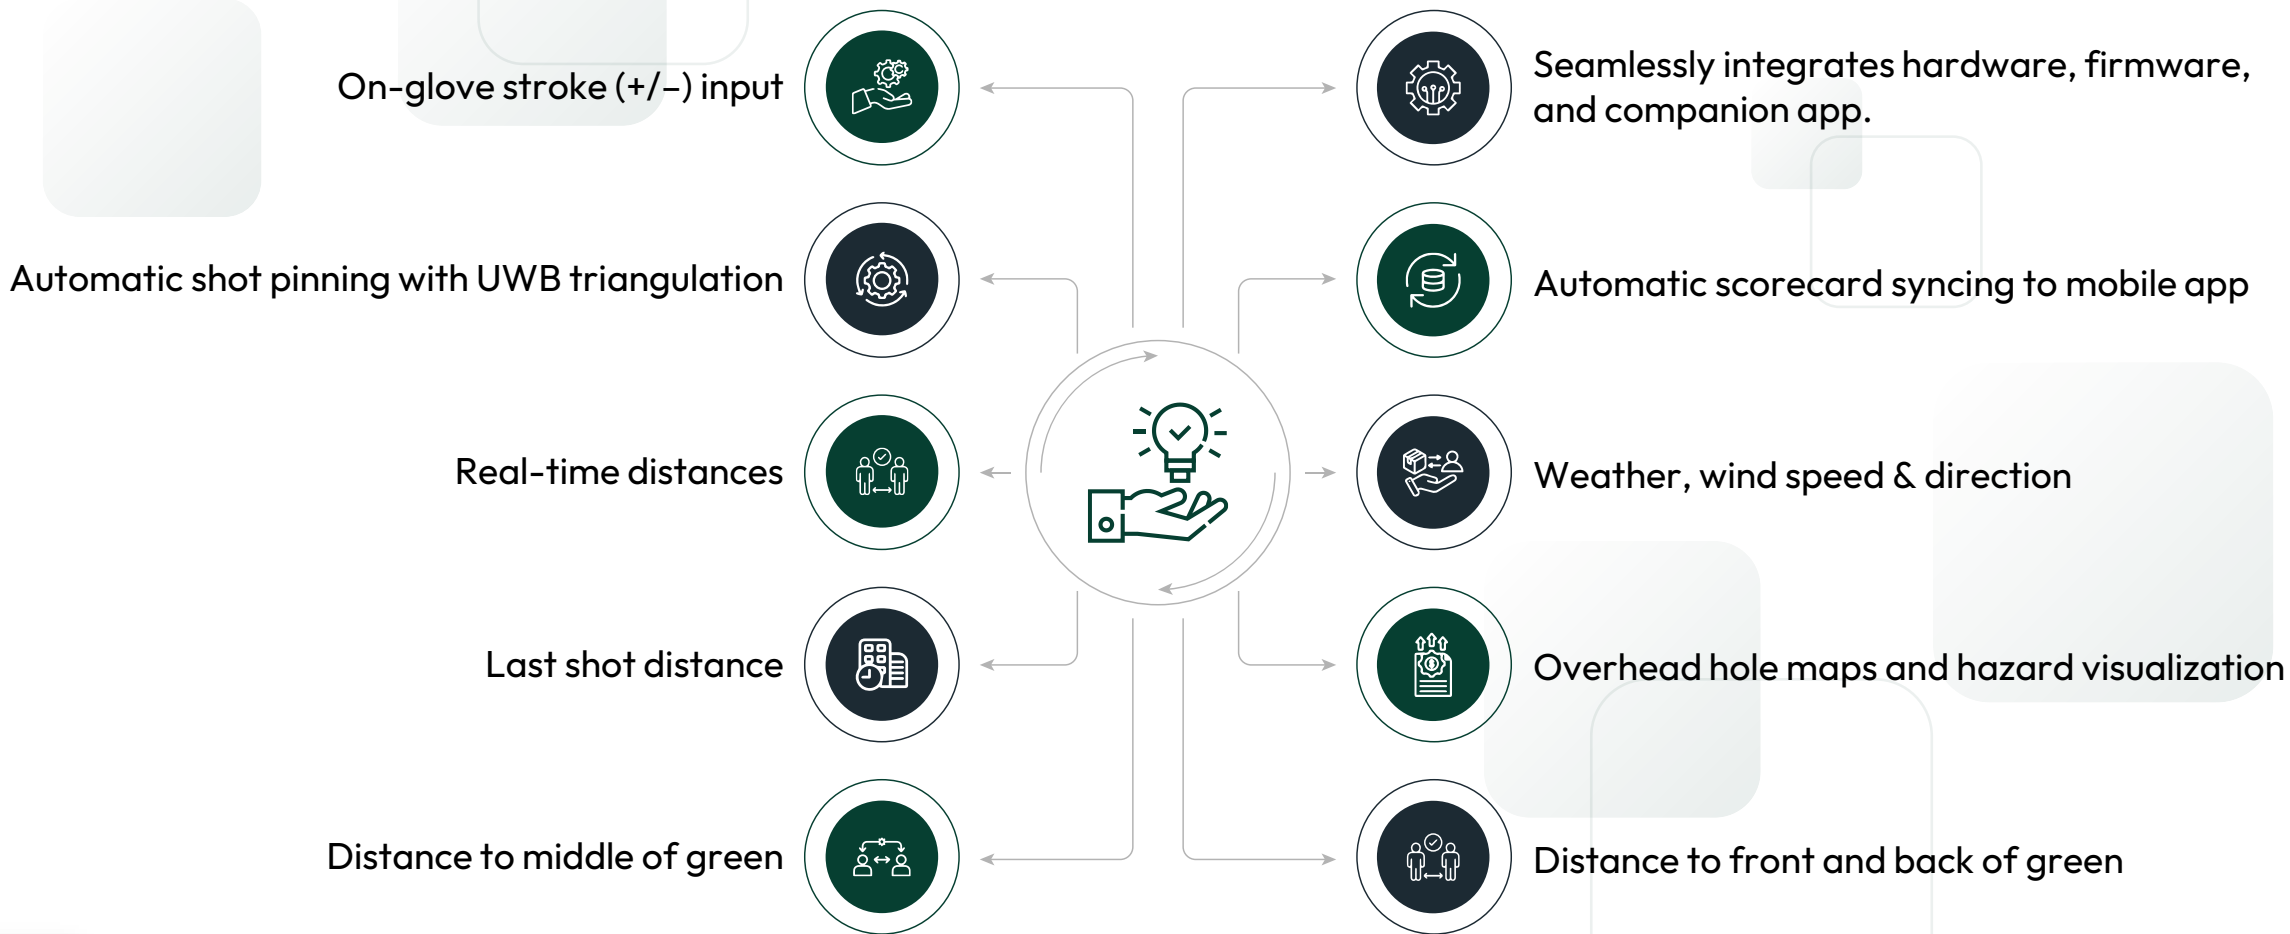 On-glove stroke (+/–) input
Automatic shot pinning with UWB triangulation
Real-time distances
Last shot distance
Distance to middle of green
Seamlessly integrates hardware, firmware,
and companion app.
Automatic scorecard syncing to mobile app
Weather, wind speed & direction
Overhead hole maps and hazard visualization
Distance to front and back of green